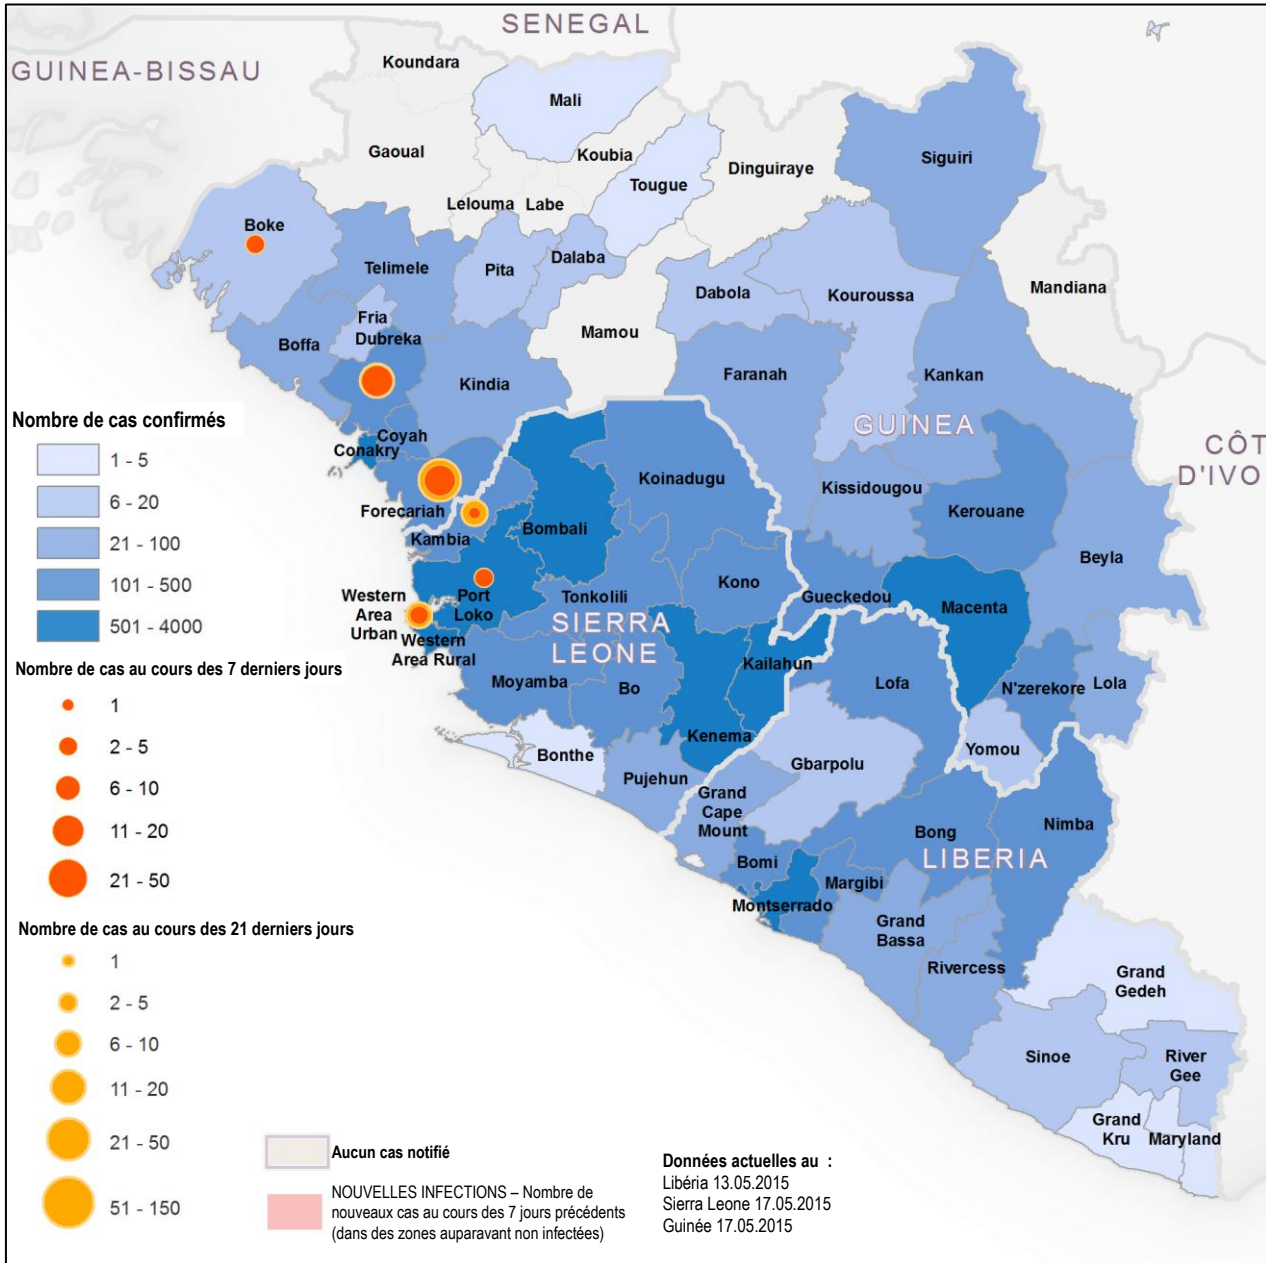 SENEGAL
GUINEA-BISSAU
Koundara
Mali
Gaoual
Koubia
Siguiri
Dinguiraye
Tougue
Lelouma
Labe
Boke
Telimele
Pita
Dalaba
Mandiana
Dabola
Kouroussa
Fria
Mamou
Dubreka
Boffa
Kindia
Faranah
Kankan
GUINEA
CÔT
D'IVO
Coyah
Conakry
Koinadugu
Kissidougou
Forecariah
Kerouane
Bombali
Kambia
Beyla
Kono
Port
Loko
Tonkolili
Gueckedou
Macenta
Western
Area
Urban
SIERRA
LEONE
Western
Area Rural
Kailahun
Moyamba
Bo
Lofa
N'zerekore
Lola
Kenema
Yomou
Bonthe
Pujehun
Gbarpolu
Grand
Cape
Mount
Bong
Nimba
LIBERIA
Bomi
Margibi
Montserrado
Grand
Bassa
Rivercess
Grand
Gedeh
Sinoe
River
Gee
Grand
Kru
Maryland
Nombre de cas confirmés
1 - 5
6 - 20
21 - 100
101 - 500
501 - 4000
Nombre de cas au cours des 7 derniers jours
1
2 - 5
6 - 10
11 - 20
21 - 50
Nombre de cas au cours des 21 derniers jours
1
2 - 5
6 - 10
11 - 20
21 - 50
51 - 150
Aucun cas notifié
NOUVELLES INFECTIONS – Nombre de
nouveaux cas au cours des 7 jours précédents
(dans des zones auparavant non infectées)
Données actuelles au :
Libéria 13.05.2015
Sierra Leone 17.05.2015
Guinée 17.05.2015